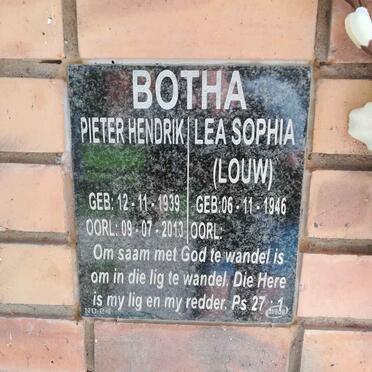 BOTHA
PIETER HENDRIK LEA SOPHIA
(LOUW)
GEB: 12 - 11 - 1939 GEB: 06 - 11 - 1946
OORL: 09 - 07 - 2013 OORL:
Om saam met God te wandel is
om in die lig te wandel. Die Here
is my lig en my redder. Ps 27 : 1
NO 24